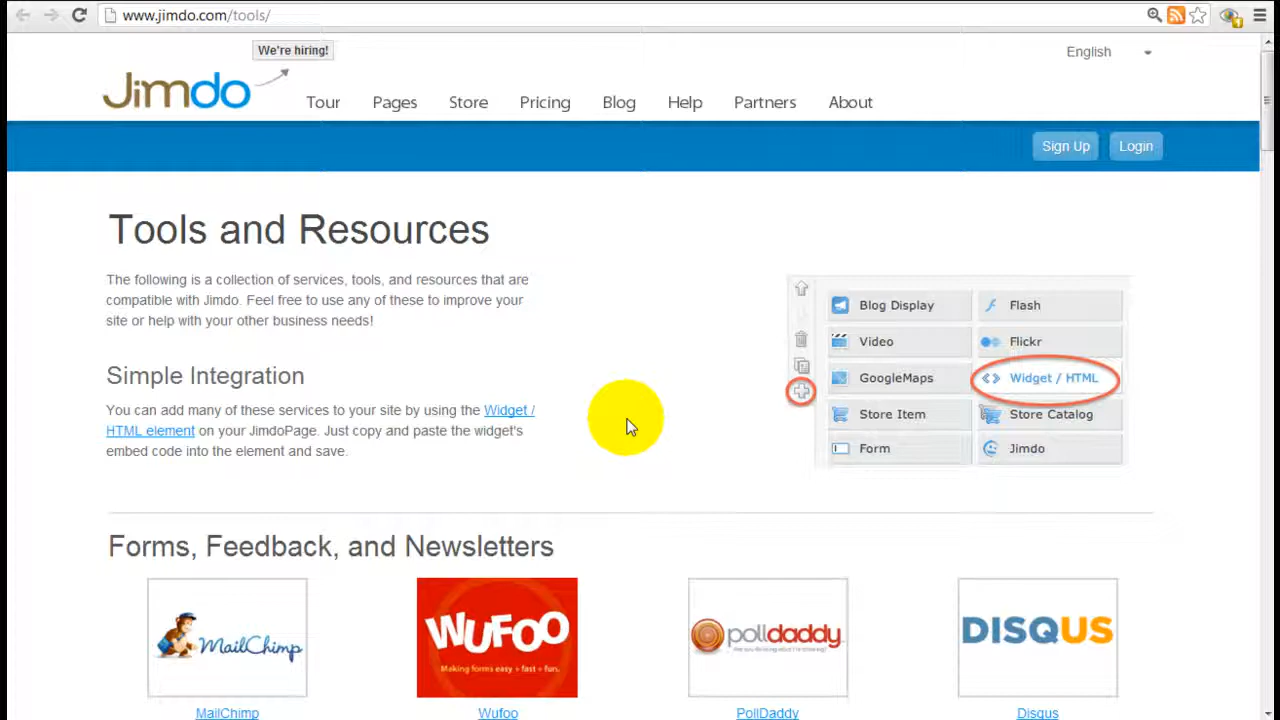 www.jimdo.com/tools/
We're hiring!
English
Jimdo
Tour Pages Store Pricing Blog Help Partners About
Sign Up Login
Tools and Resources
The following is a collection of services, tools, and resources that are
compatible with Jimdo. Feel free to use any of these to improve your
site or help with your other business needs!
Simple Integration
You can add many of these services to your site by using the Widget /
HTML element on your JimdoPage. Just copy and paste the widget's
embed code into the element and save.
Blog Display Flash
Video Flickr
GoogleMaps Widget / HTML
Store Item Store Catalog
Form Jimdo
Forms, Feedback, and Newsletters
MailChimp
WUFOO
Making forms easy + fast + fun.
polldaddy
DISQUS
MailChimp Wufoo PollDaddy Disqus